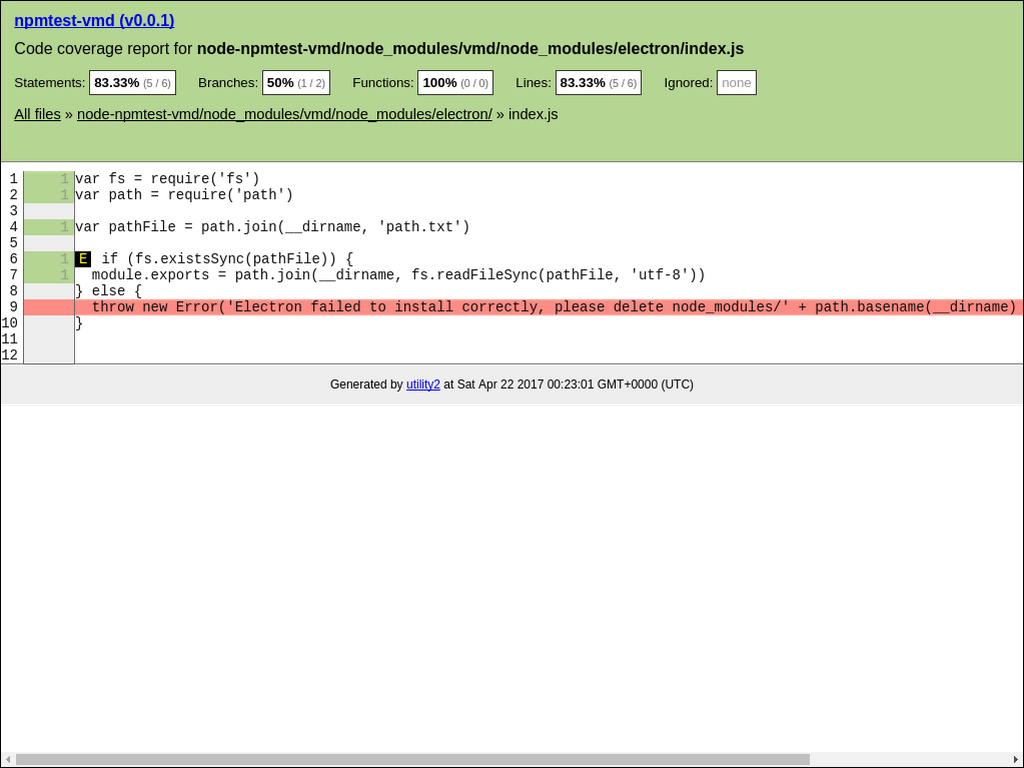 npmtest-vmd (v0.0.1)
Code coverage report for node-npmtest-vmd/node_modules/vmd/node_modules/electron/index.js
Statements: 83.33% (5 / 6) Branches: 50% (1 / 2) Functions: 100% (0 / 0) Lines: 83.33% (5 / 6) Ignored: none
All files » node-npmtest-vmd/node_modules/vmd/node_modules/electron/ » index.js
1 1 var fs = require('fs')
2 1 var path = require('path')
3
4 1 var pathFile = path.join(__dirname, 'path.txt')
5
6 1 E if (fs.existsSync(pathFile)) {
7 1 module.exports = path.join(__dirname, fs.readFileSync(pathFile, 'utf-8'))
8 } else {
9 throw new Error('Electron failed to install correctly, please delete node_modules/' + path.basename(__dirname)
10 }
11
12
Generated by utility2 at Sat Apr 22 2017 00:23:01 GMT+0000 (UTC)